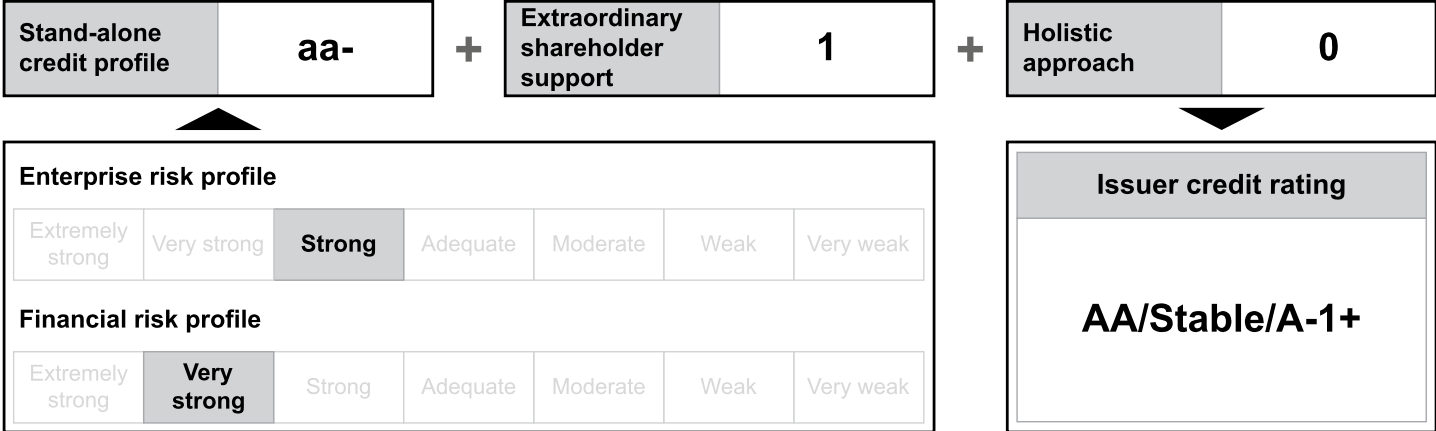 Stand-alone
credit profile
aa-
+
Extraordinary
shareholder
support
1
+
Holistic
approach
0
Enterprise risk profile
Extremely
strong
Very strong
Strong
Adequate
Moderate
Weak
Very weak
Financial risk profile
Extremely
strong
Very
strong
Strong
Adequate
Moderate
Weak
Very weak
Issuer credit rating
AA/Stable/A-1+